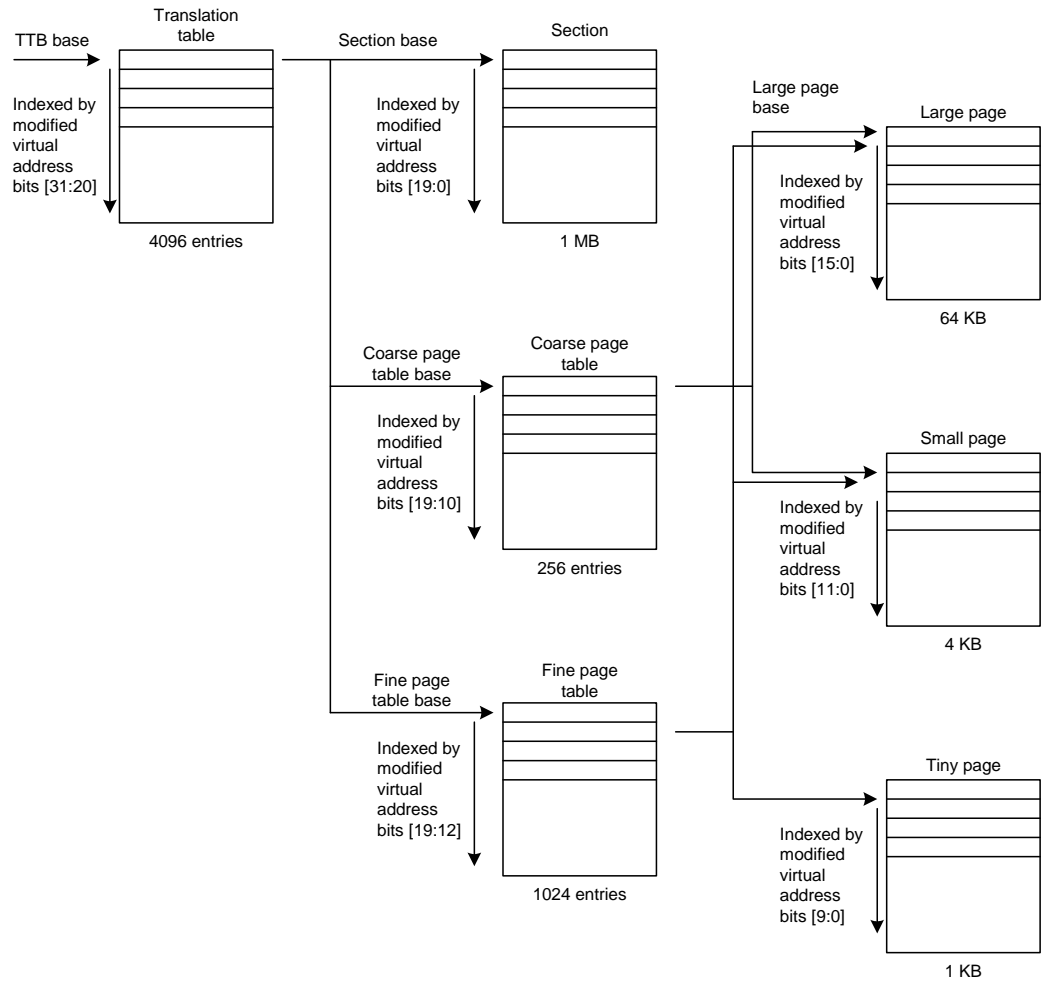 TTB base
Translation
table
Indexed by
modified
virtual
address
bits [31:20]
4096 entries
Section base
Section
Indexed by
modified
virtual
address
bits [19:0]
1 MB
Coarse page
table base
Coarse page
table
Indexed by
modified
virtual
address
bits [19:10]
256 entries
Fine page
table base
Fine page
table
Indexed by
modified
virtual
address
bits [19:12]
1024 entries
Large page
base
Large page
Indexed by
modified
virtual
address
bits [15:0]
64 KB
Small page
Indexed by
modified
virtual
address
bits [11:0]
4 KB
Tiny page
Indexed by
modified
virtual
address
bits [9:0]
1 KB